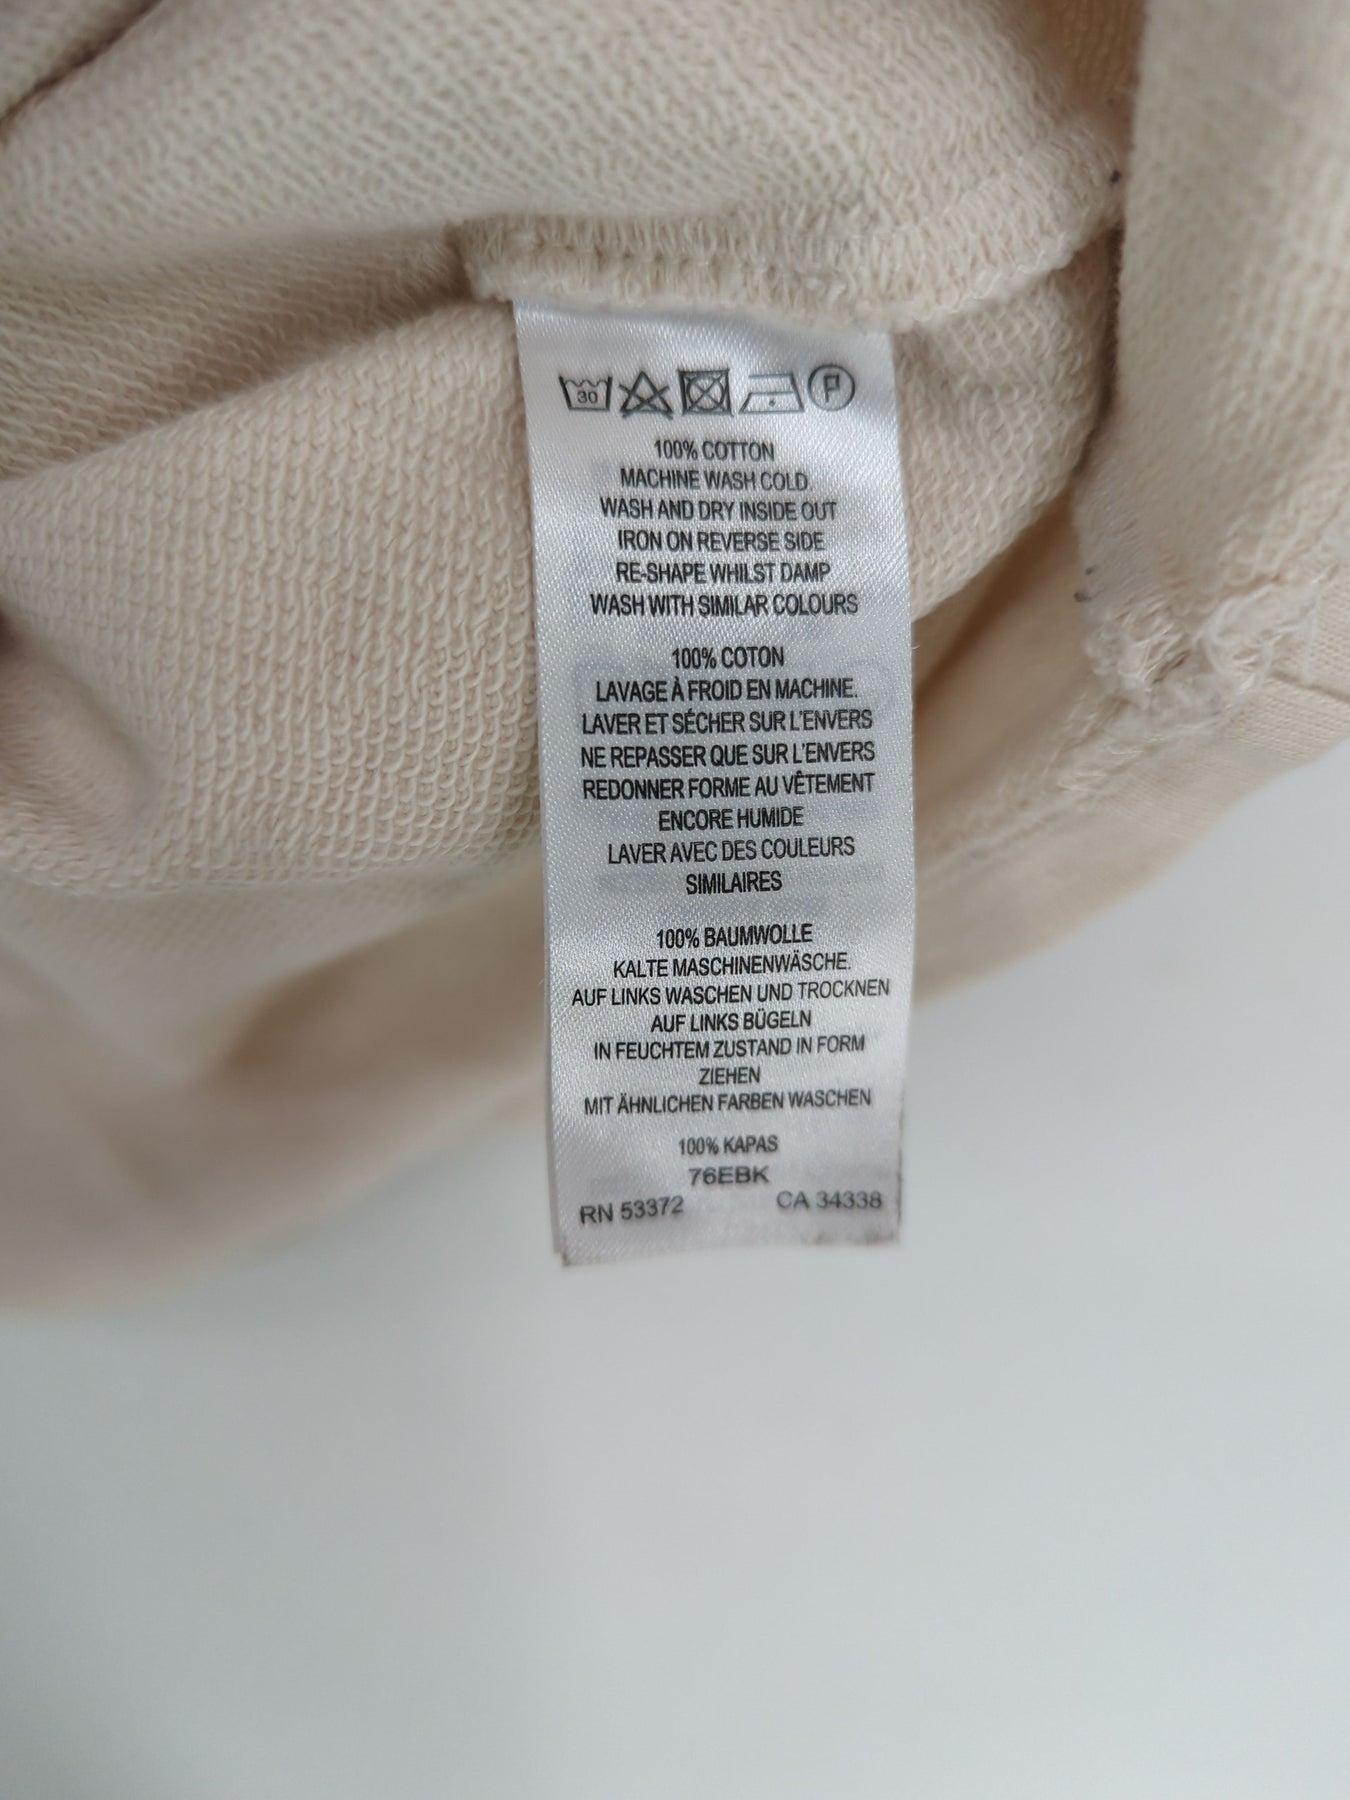 30 P
100% COTTON
MACHINE WASH COLD.
WASH AND DRY INSIDE OUT
IRON ON REVERSE SIDE
RE-SHAPE WHILST DAMP
WASH WITH SIMILAR COLOURS
100% COTON
LAVAGE À FROID EN MACHINE.
LAVER ET SÉCHER SUR L'ENVERS
NE REPASSER QUE SUR L'ENVERS
REDONNER FORME AU VÊTEMENT
ENCORE HUMIDE
LAVER AVEC DES COULEURS
SIMILAIRES
100% BAUMWOLLE
KALTE MASCHINENWÄSCHE.
AUF LINKS WASCHEN UND TROCKNEN
AUF LINKS BÜGELN
IN FEUCHTEM ZUSTAND IN FORM
ZIEHEN
MIT ÄHNLICHEN FARBEN WASCHEN
100% KAPAS
76EBK
RN 53372 CA 34338